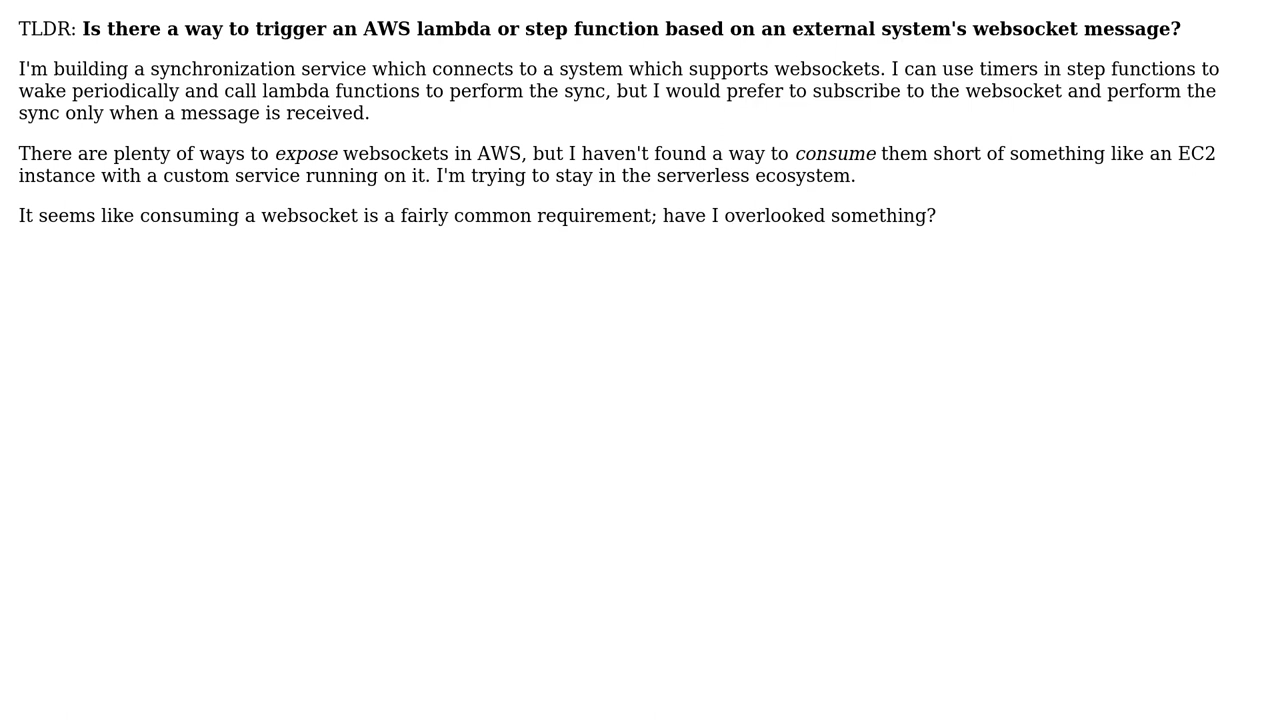 TLDR: Is there a way to trigger an AWS lambda or step function based on an external system's websocket message?
I'm building a synchronization service which connects to a system which supports websockets. I can use timers in step functions to
wake periodically and call lambda functions to perform the sync, but I would prefer to subscribe to the websocket and perform the
sync only when a message is received.
There are plenty of ways to expose websockets in AWS, but I haven't found a way to consume them short of something like an EC2
instance with a custom service running on it. I'm trying to stay in the serverless ecosystem.
It seems like consuming a websocket is a fairly common requirement; have I overlooked something?